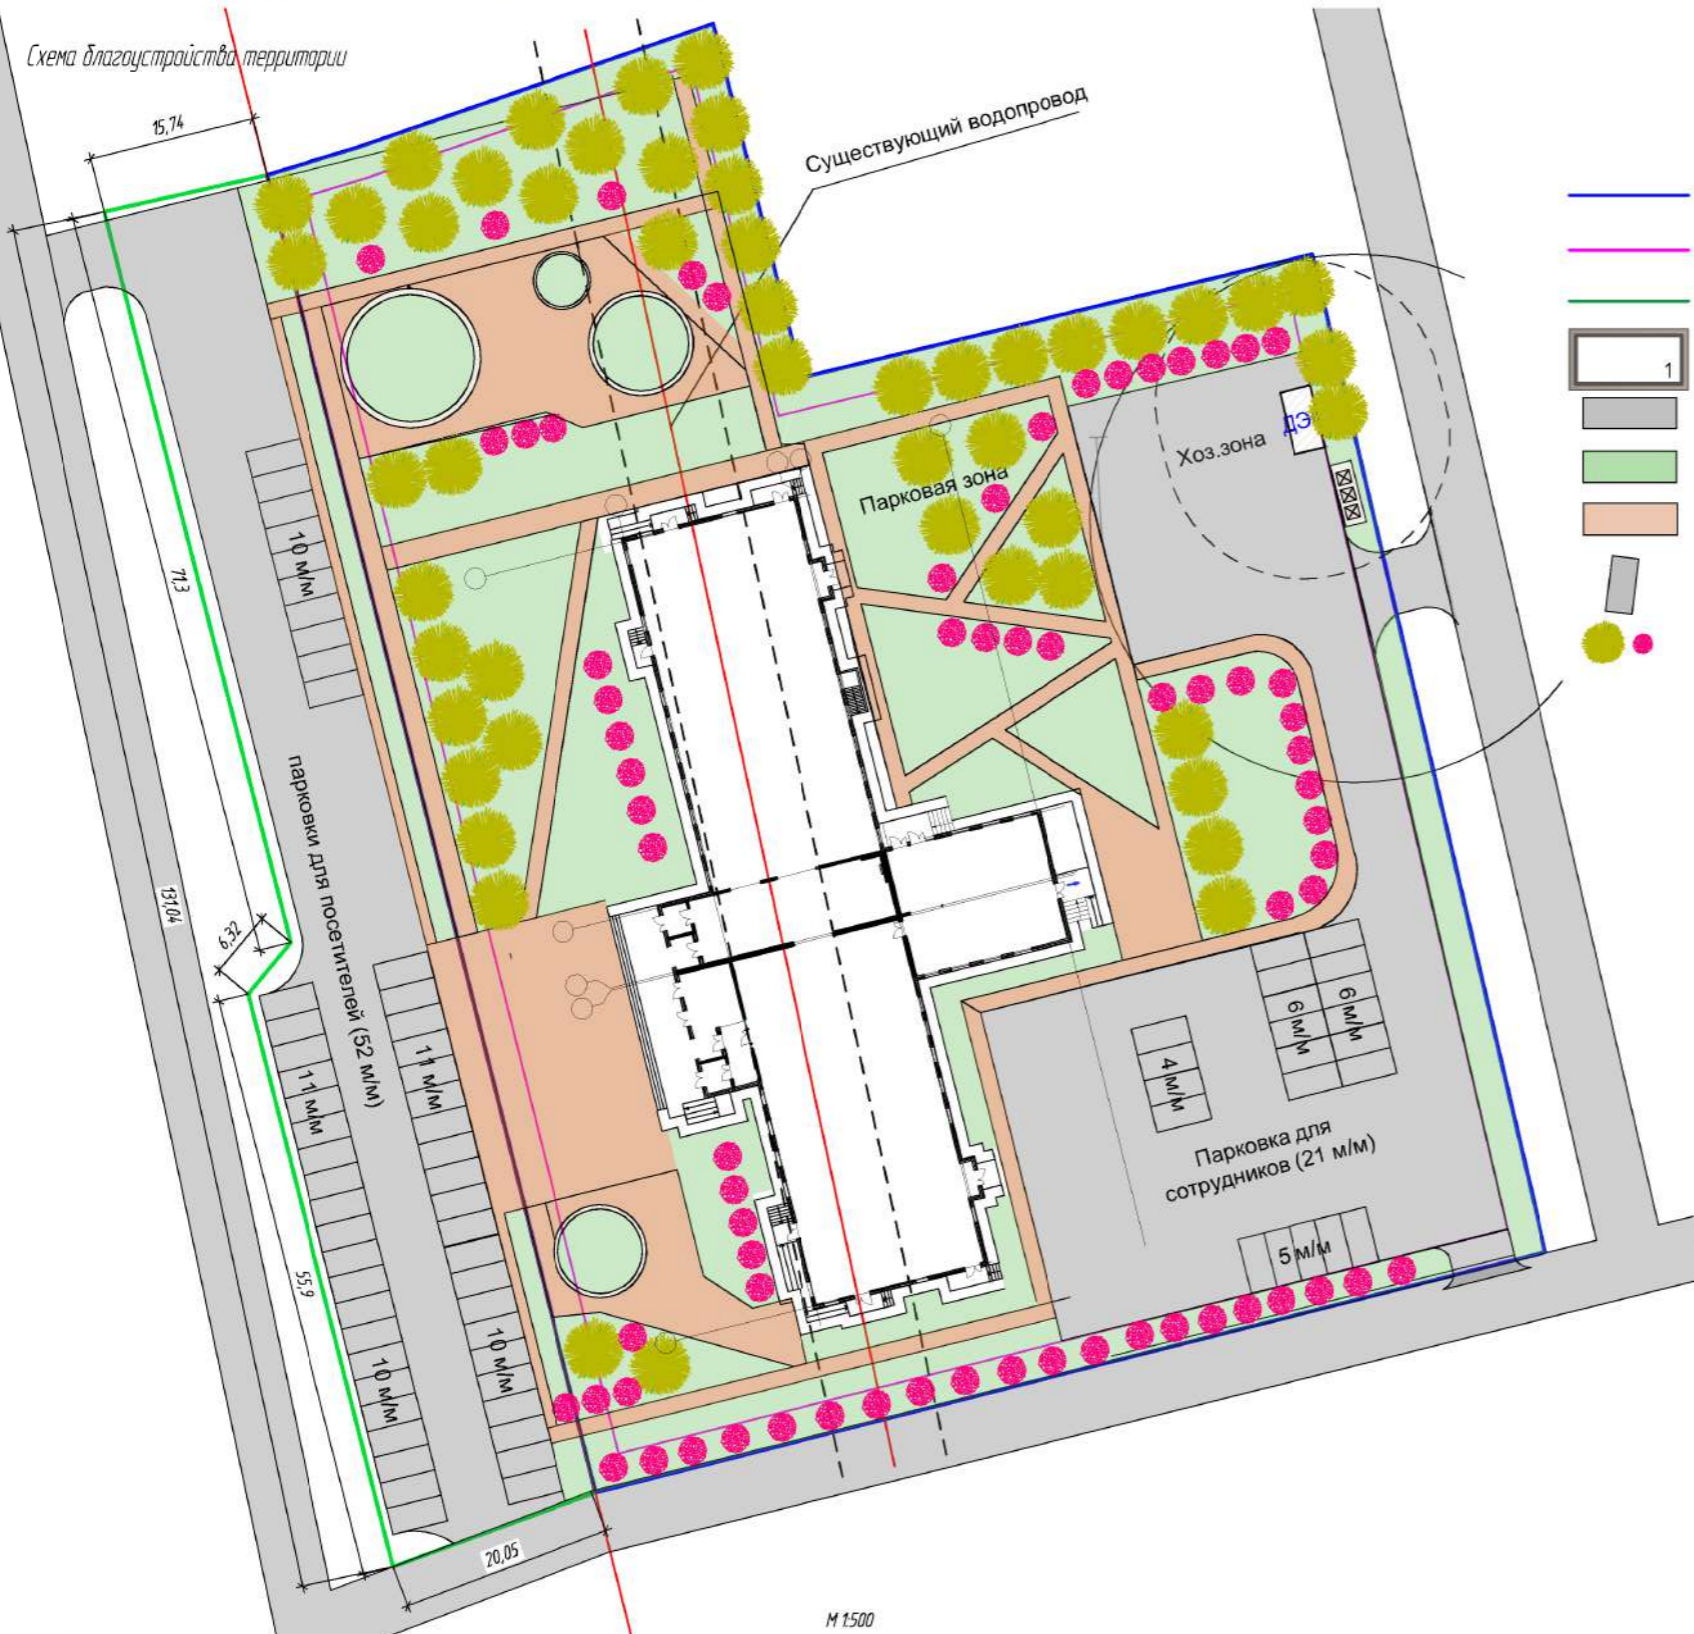 Схема благоустройства территории
15,74
Существующий водопровод
1
ДЭ
Хоз.зона
Парковая зона
10 м/м
71,3
парковки для посетителей (52 м/м)
131,04
6,32
11 м/м
11 м/м
6 м/м
6 м/м
4 м/м
Парковка для
сотрудников (21 м/м)
5 м/м
55,9
10 м/м
10 м/м
20,05
М 1:500